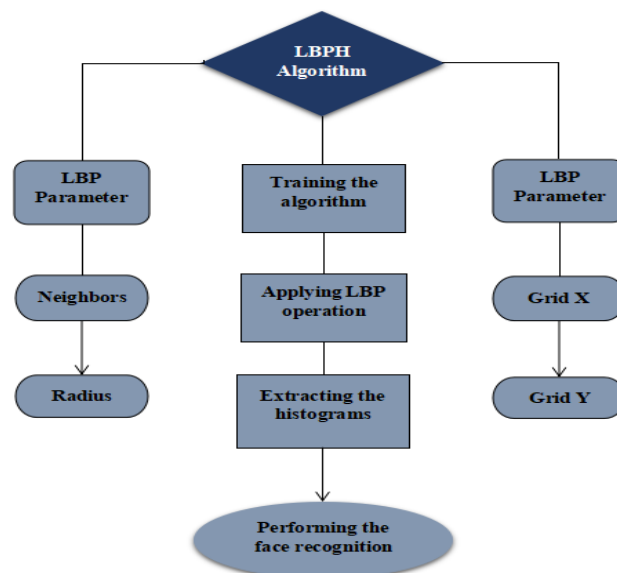 LBPH
Algorithm
LBP
Parameter
Neighbors
Radius
Training the
algorithm
Applying LBP
operation
Extracting the
histograms
Performing the
face recognition
LBP
Parameter
Grid X
Grid Y